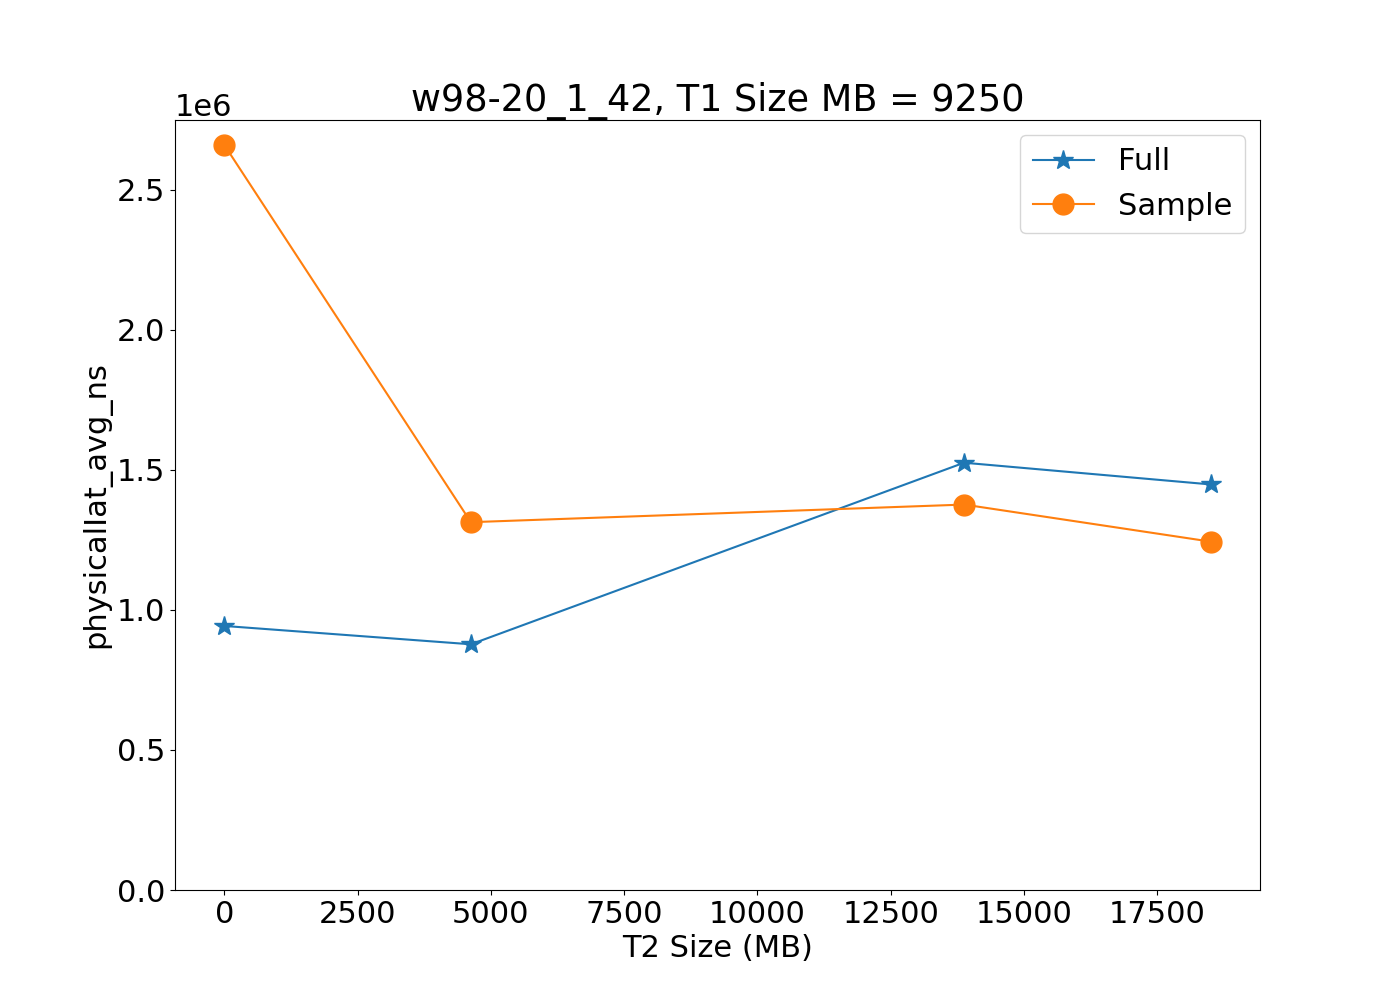 w98-20_1_42, T1 Size MB = 9250
1e6
Full
Sample
2.5
2.0
1.5
1.0
0.5
0.0
physicallat_avg_ns
0 2500 5000 7500 10000 12500 15000 17500
T2 Size (MB)